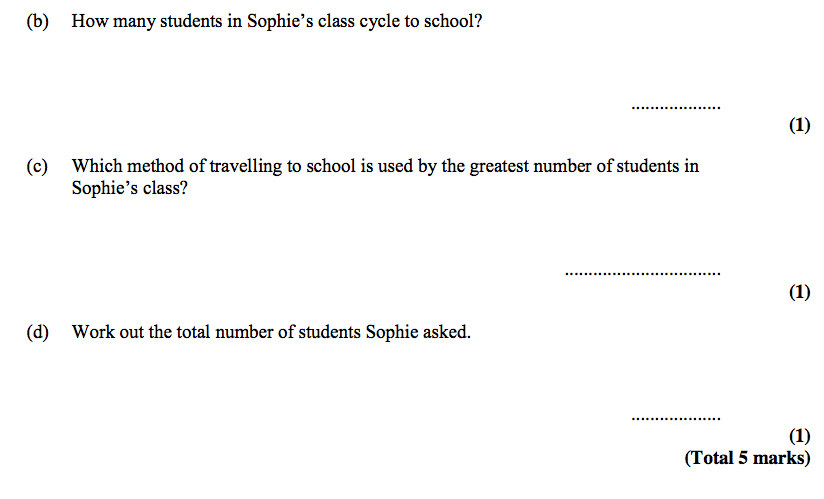 (b) How many students in Sophie's class cycle to school?
...................
(1)
(c) Which method of travelling to school is used by the greatest number of students in
Sophie's class?
.................................
(1)
(d) Work out the total number of students Sophie asked.
...................
(1)
(Total 5 marks)